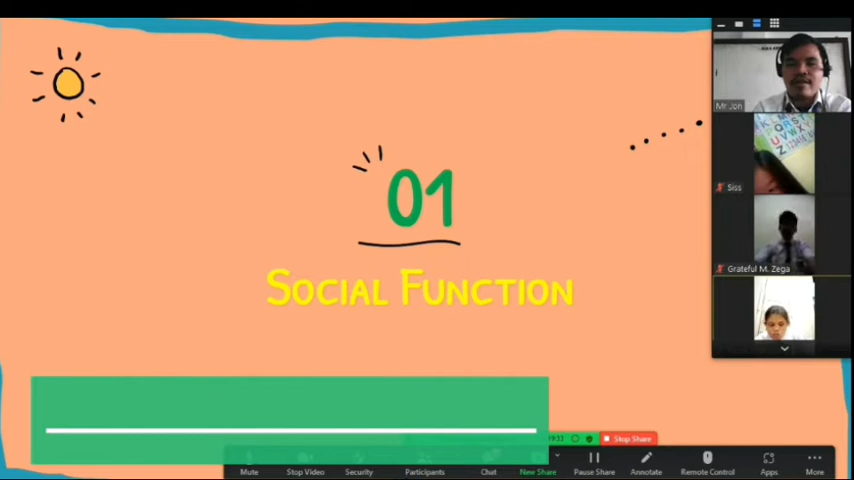 01
Social Function
Mr Jon
Siss
Grateful M. Zega
Stop Share
Mute
Stop Video
Security
Participants
Chat
New Share
Pause Share
Annotate
Remote Control
Apps
More